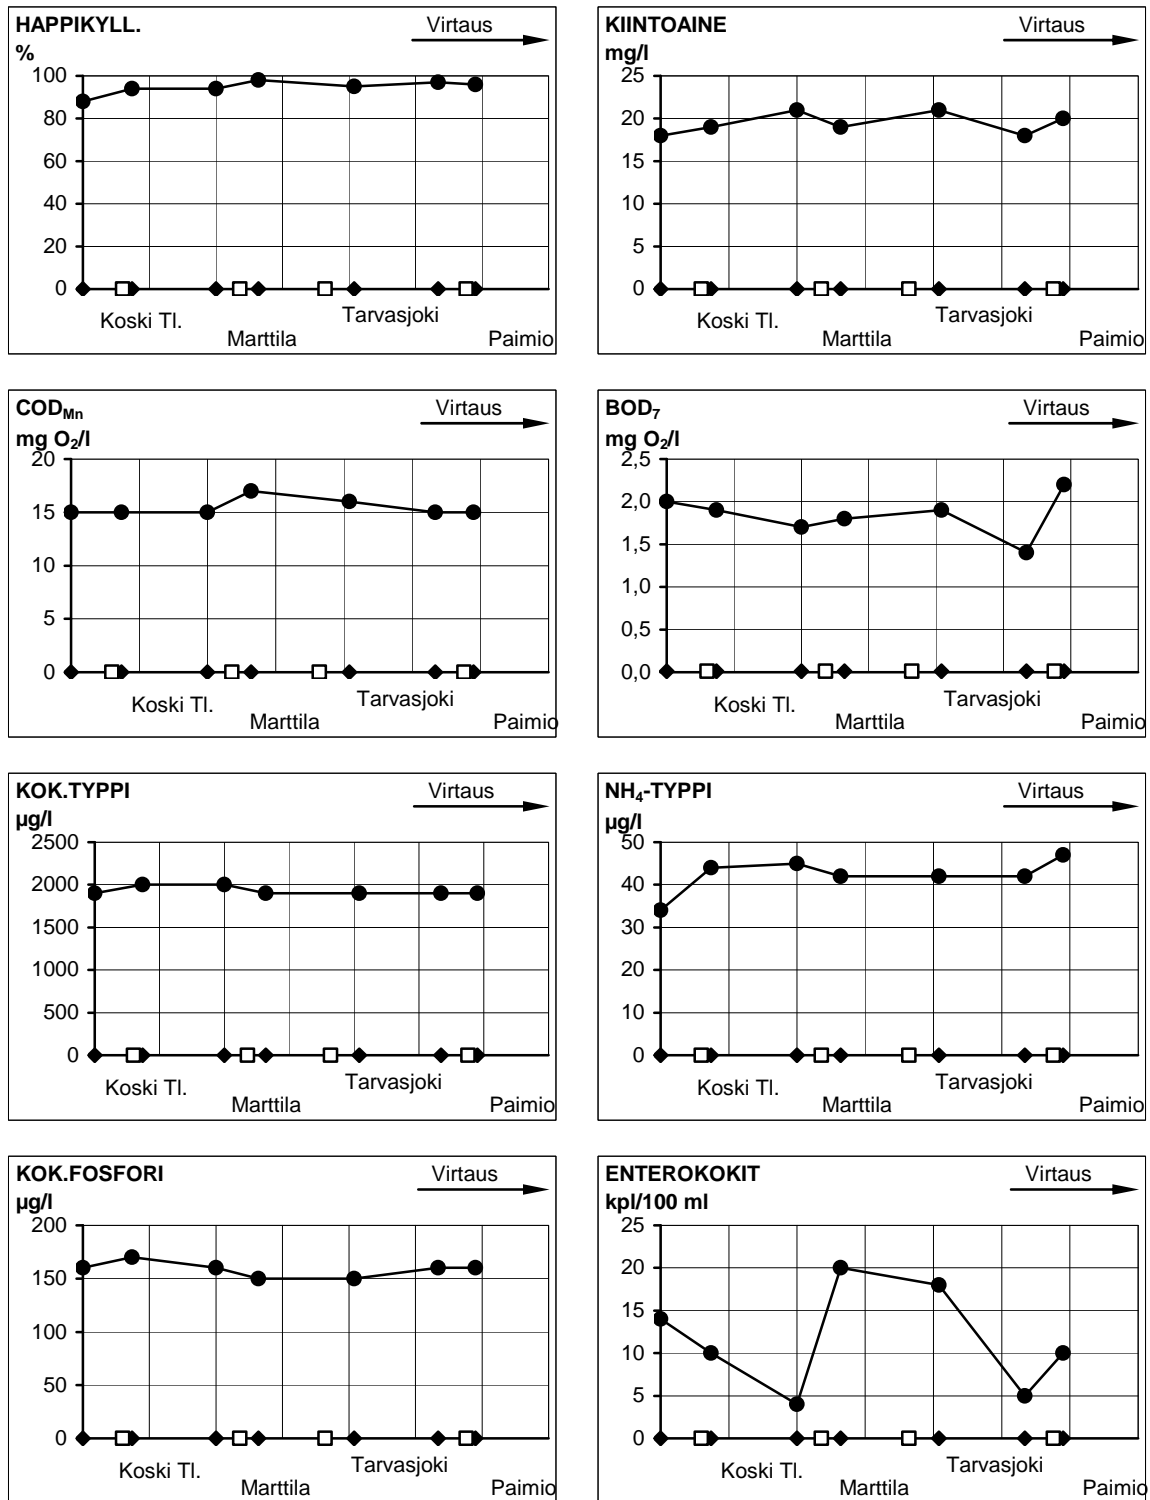 HAPPIKYLL.
Virtaus
%
100
80
60
40
20
0
Koski Tl.
Tarvasjoki
Marttila
Paimio
KIINTOAINE
Virtaus
mg/l
25
20
15
10
5
0
Koski Tl.
Tarvasjoki
Marttila
Paimio
COD₍Mn₎
Virtaus
mg O₂/l
20
15
10
5
0
Koski Tl.
Tarvasjoki
Marttila
Paimio
BOD₇
Virtaus
mg O₂/l
2,5
2,0
1,5
1,0
0,5
0,0
Koski Tl.
Tarvasjoki
Marttila
Paimio
KOK.TYPPI
Virtaus
µg/l
2500
2000
1500
1000
500
0
Koski Tl.
Tarvasjoki
Marttila
Paimio
NH₄-TYPPI
Virtaus
µg/l
50
40
30
20
10
0
Koski Tl.
Tarvasjoki
Marttila
Paimio
KOK.FOSFORI
Virtaus
µg/l
200
150
100
50
0
Koski Tl.
Tarvasjoki
Marttila
Paimio
ENTEROKOKIT
Virtaus
kpl/100 ml
25
20
15
10
5
0
Koski Tl.
Tarvasjoki
Marttila
Paimio